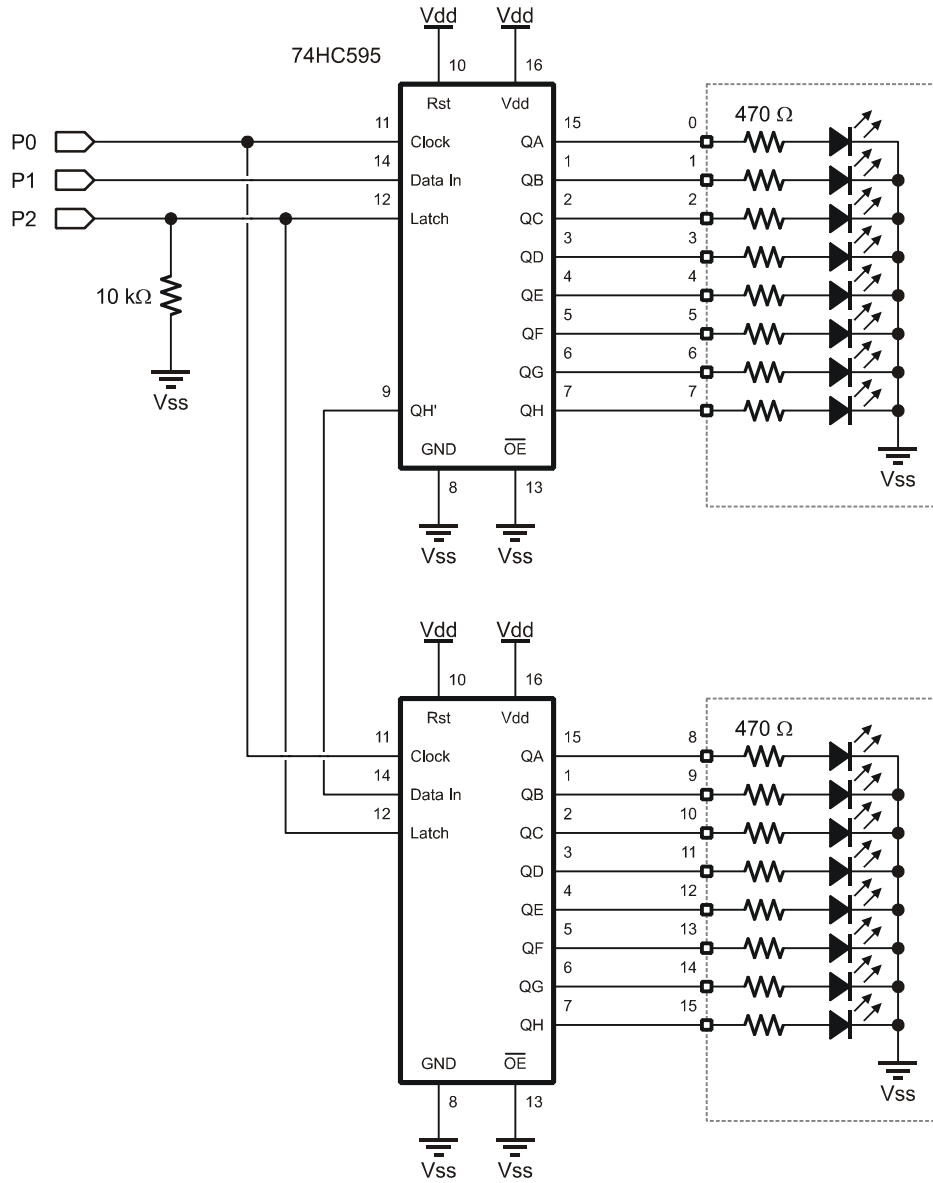 Vdd Vdd
74HC595
10 16
Rst Vdd
470 Ω
P0 11 Clock QA 15 0
P1 14 Data In QB 1 1
P2 12 Latch QC 2 2
QD 3 3
10 kΩ QE 4 4
QF 5 5
Vss QG 6 6
9 QH' QH 7 7
GND OE
8 13
Vss Vss Vss
Vdd Vdd
10 16
Rst Vdd
470 Ω
11 Clock QA 15 8
14 Data In QB 1 9
12 Latch QC 2 10
QD 3 11
QE 4 12
QF 5 13
QG 6 14
QH 7 15
GND OE
8 13
Vss Vss Vss